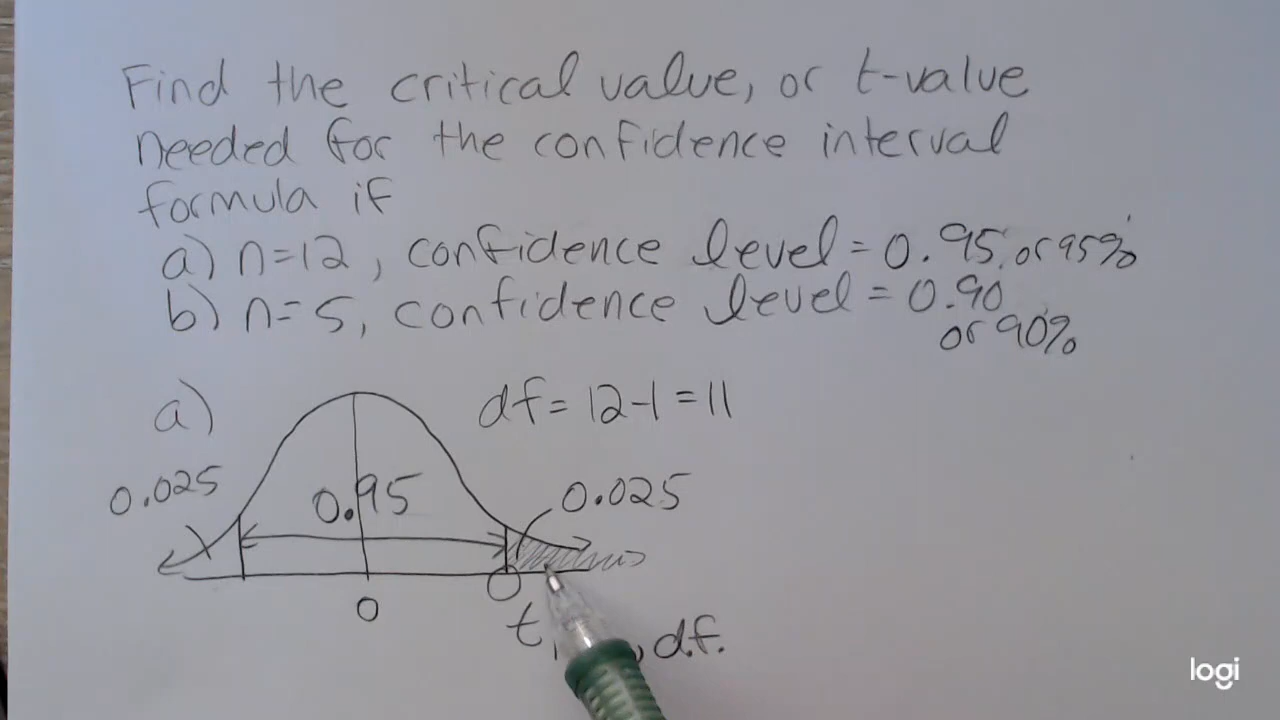 Find the critical value, or t-value
needed for the confidence interval
formula if
a) n=12, confidence level = 0.95 or 95%
b) n=5, confidence level = 0.90
or 90%
a)
df = 12-1 = 11
0.025
0.95
0.025
0
t
, df.
logi